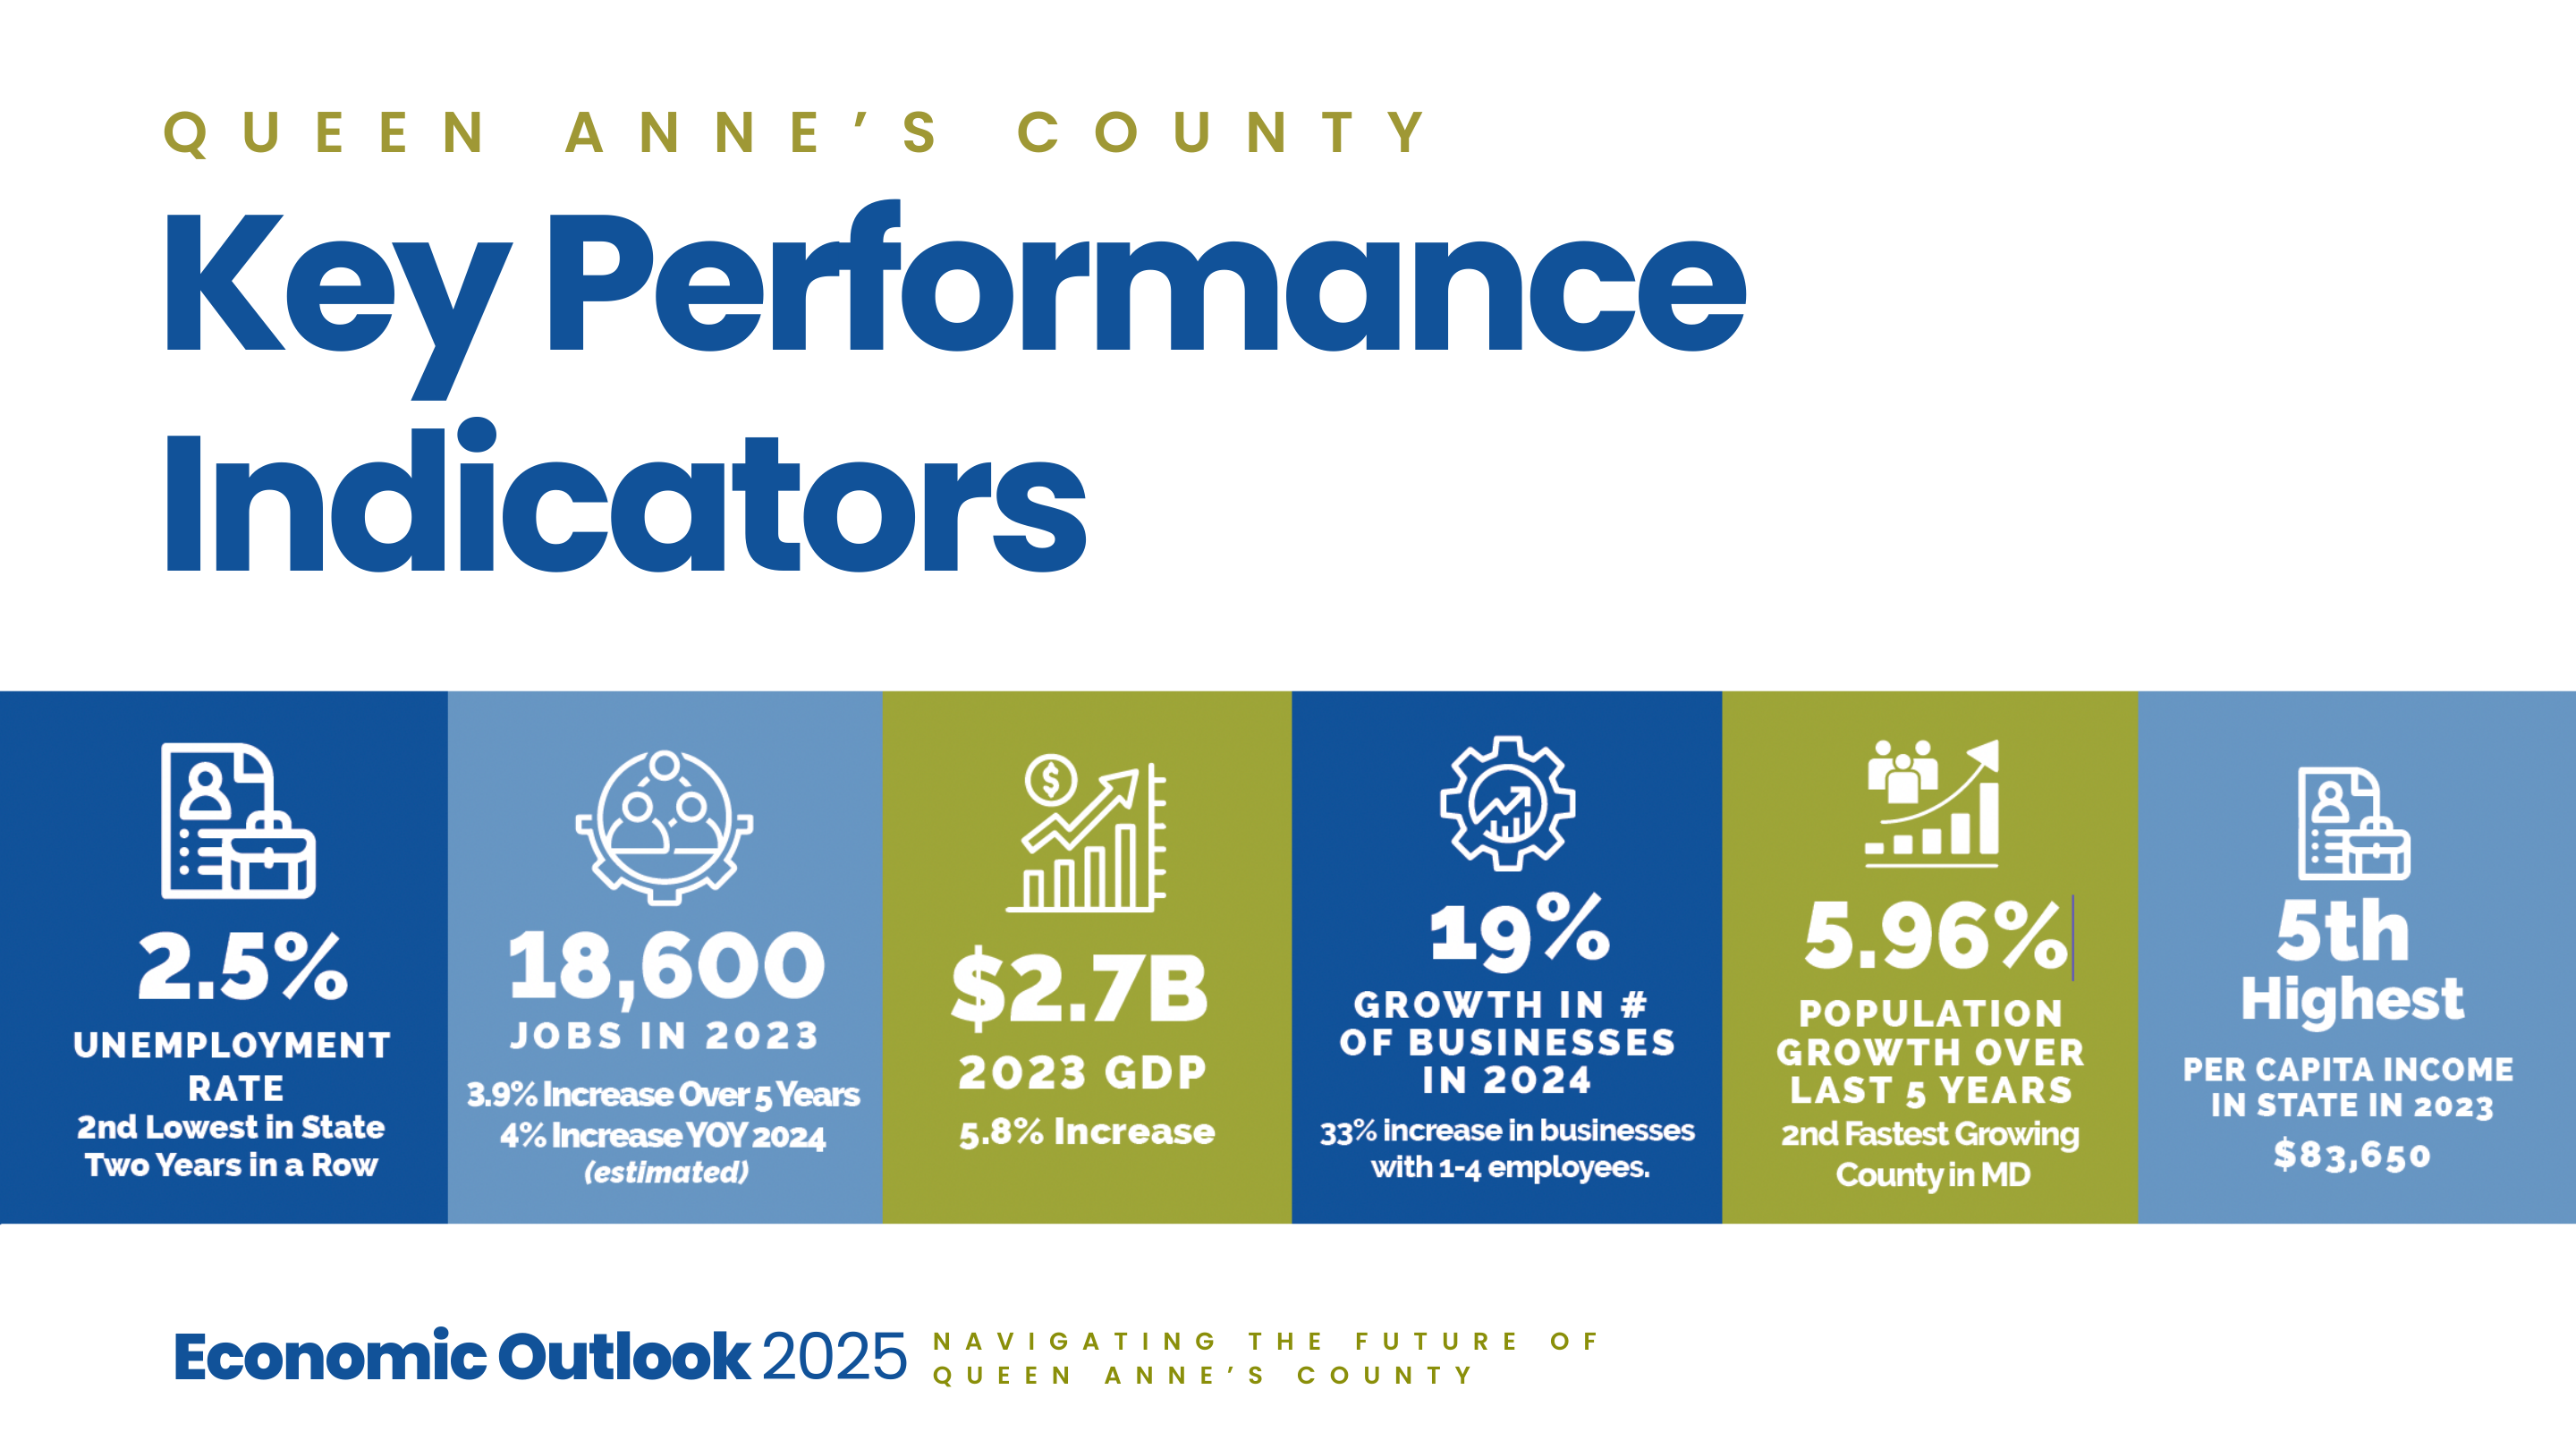 QUEEN ANNE’S COUNTY
Key Performance
Indicators
2.5%
UNEMPLOYMENT
RATE
2nd Lowest in State
Two Years in a Row
18,600
JOBS IN 2023
3.9% Increase Over 5 Years
4% Increase YOY 2024
(estimated)
$2.7B
2023 GDP
5.8% Increase
19%
GROWTH IN #
OF BUSINESSES
IN 2024
33% increase in businesses
with 1-4 employees.
5.96%
POPULATION
GROWTH OVER
LAST 5 YEARS
2nd Fastest Growing
County in MD
5th
Highest
PER CAPITA INCOME
IN STATE IN 2023
$83,650
Economic Outlook 2025
NAVIGATING THE FUTURE OF
QUEEN ANNE’S COUNTY